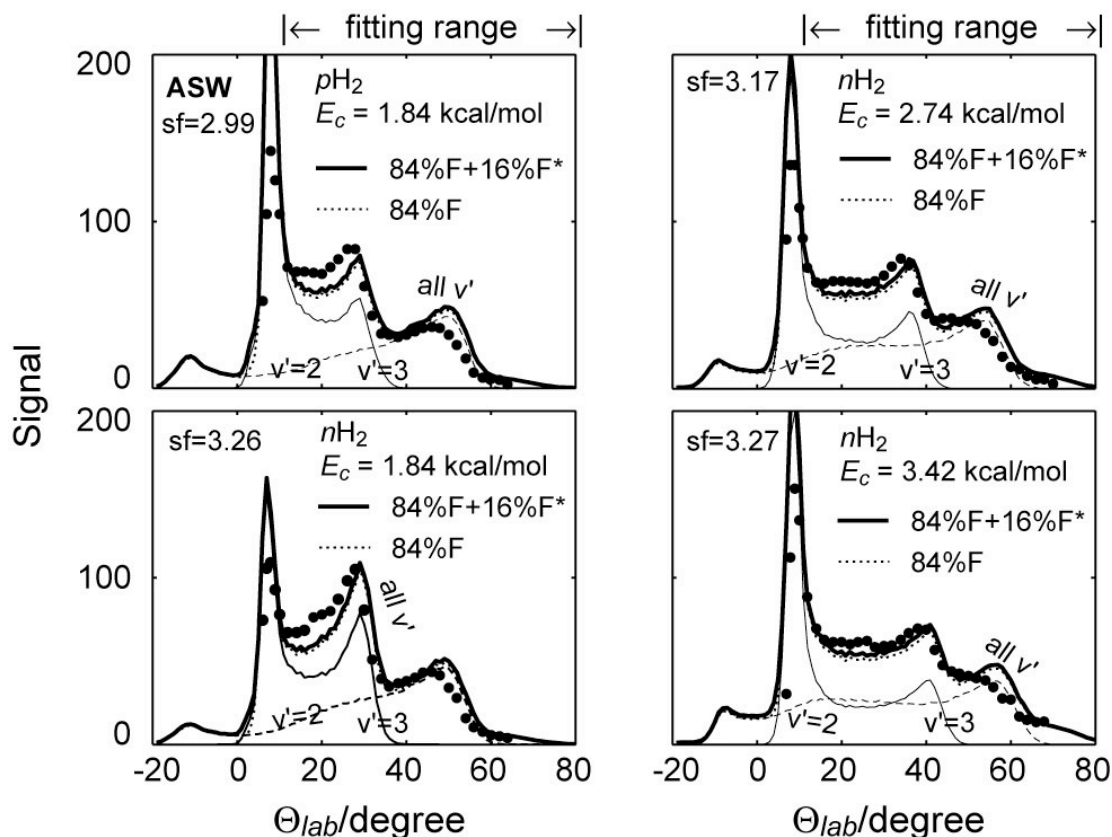 |← fitting range →|
|← fitting range →|
Signal
200
100
0
ASW
sf=2.99
pH2
Ec = 1.84 kcal/mol
84%F+16%F*
84%F
all v'
v'=2
v'=3
sf=3.17
nH2
Ec = 2.74 kcal/mol
84%F+16%F*
84%F
all v'
v'=2
v'=3
200
100
0
sf=3.26
nH2
Ec = 1.84 kcal/mol
84%F+16%F*
84%F
all v'
v'=2
v'=3
sf=3.27
nH2
Ec = 3.42 kcal/mol
84%F+16%F*
84%F
all v'
v'=2
v'=3
-20 0 20 40 60 80
-20 0 20 40 60 80
Θlab/degree
Θlab/degree